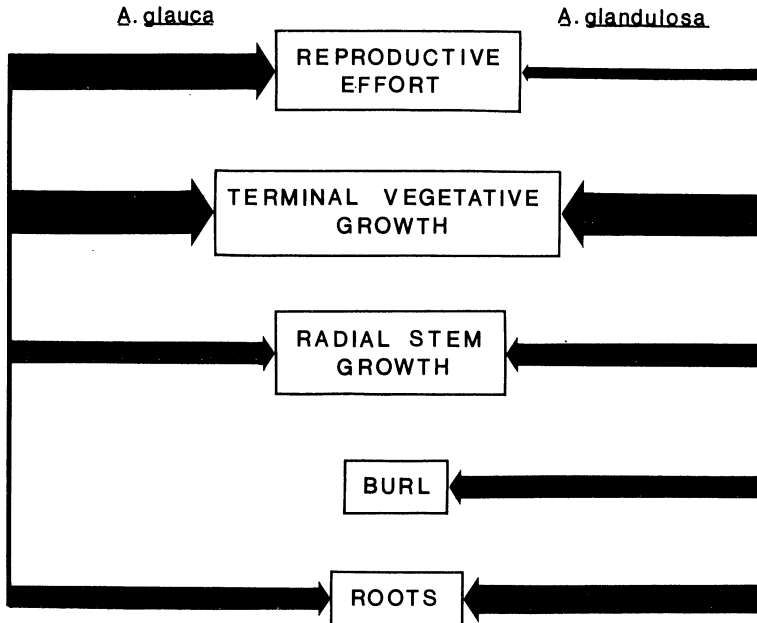 A. glauca
A. glandulosa
REPRODUCTIVE
EFFORT
TERMINAL VEGETATIVE
GROWTH
RADIAL STEM
GROWTH
BURL
ROOTS